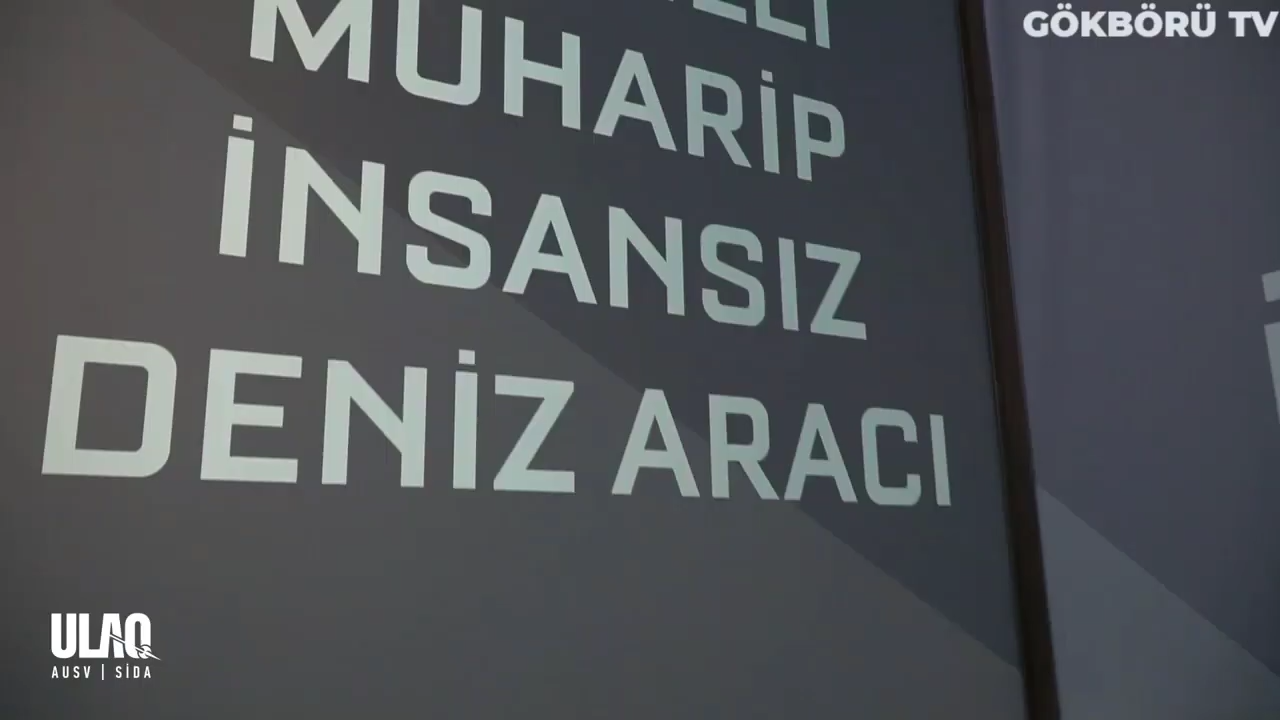 GÖKBÖRÜ TV
MUHARİP
İNSANSIZ
DENİZ ARACI
ULAQ
AUSV | SİDA